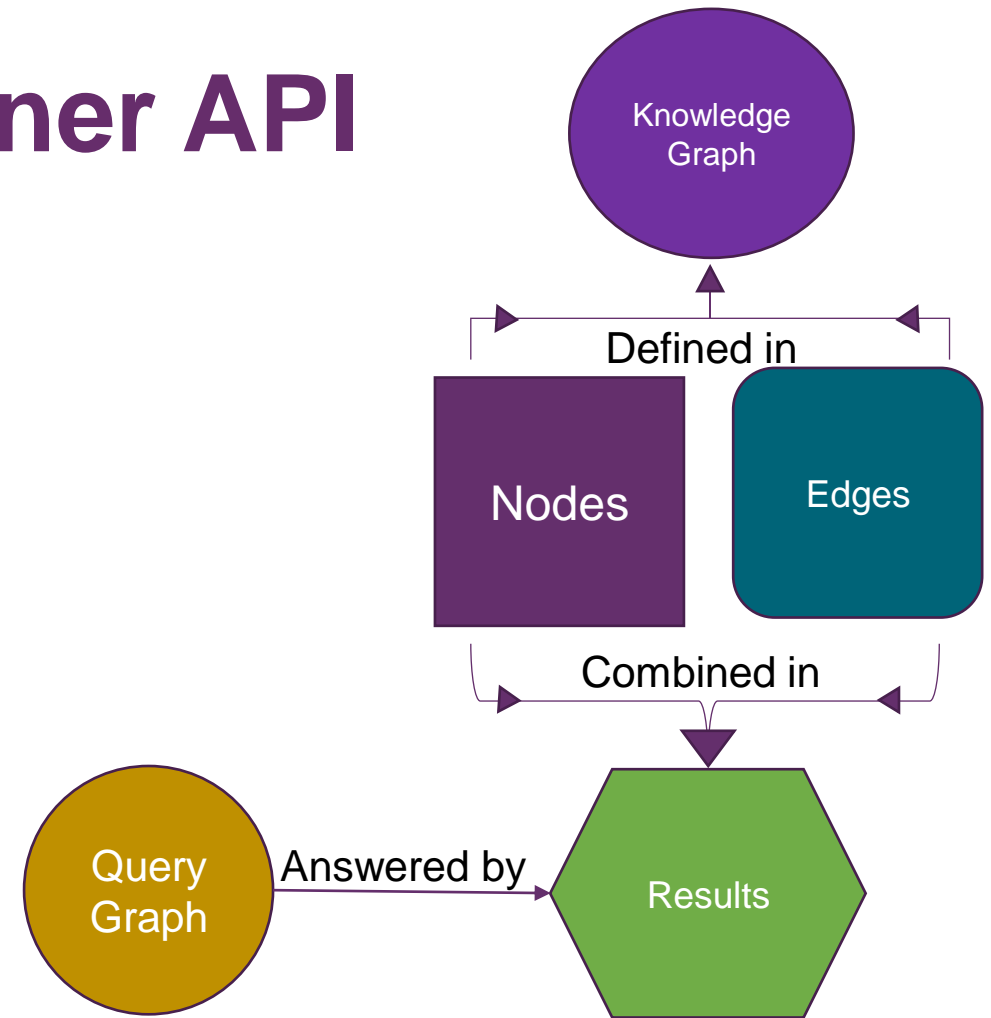 ner API
Knowledge
Graph
Defined in
Nodes
Edges
Combined in
Query
Graph
Answered by
Results